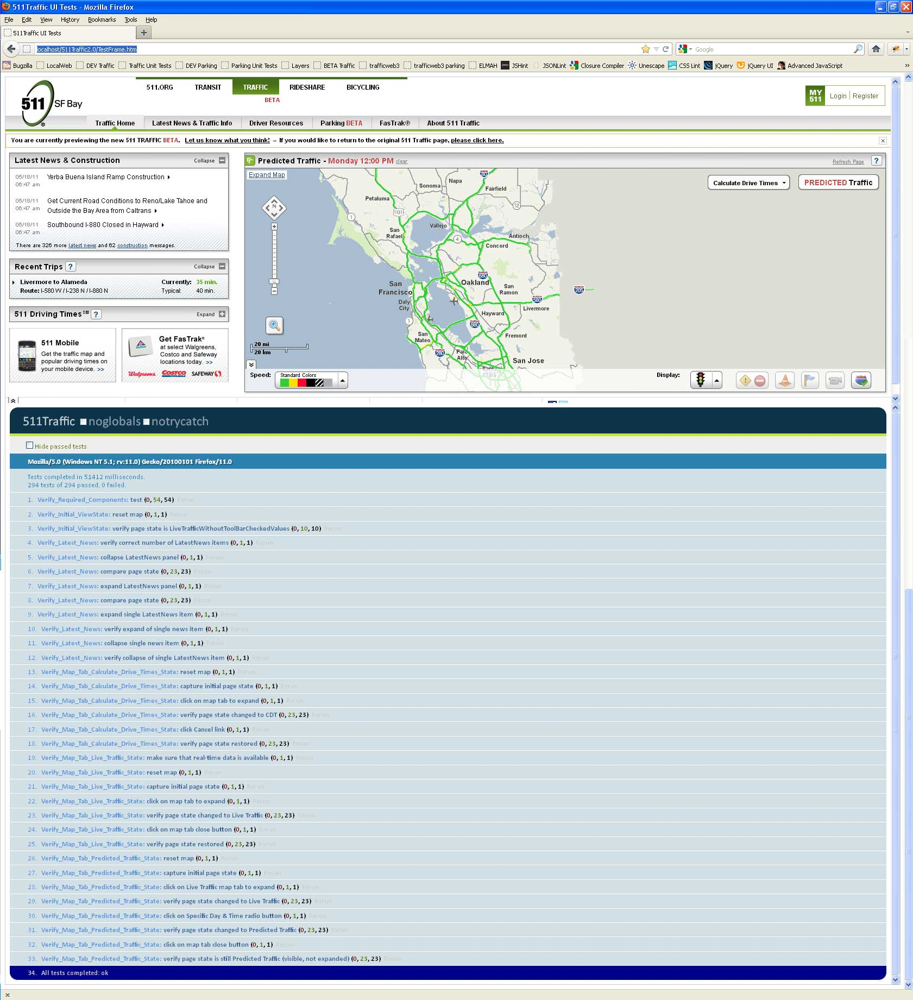 511Traffic UI Tests - Mozilla Firefox
File Edit View History Bookmarks Tools Help
511Traffic UI Tests
localhost/511Traffic2.0/TestFrame.htm
Google
Bugzilla LocalWeb DEV Traffic Traffic Unit Tests DEV Parking Parking Unit Tests Layers BETA Traffic trafficweb3 trafficweb3 parking ELMAH JSHint JSONLint Closure Compiler Unescape CSS Lint jQuery jQuery UI Advanced JavaScript »
511 SF Bay
511.ORG TRANSIT TRAFFIC RIDESHARE BICYCLING
BETA
MY 511 Login Register
Traffic Home Latest News & Traffic Info Driver Resources Parking BETA FasTrak® About 511 Traffic
You are currently previewing the new 511 TRAFFIC BETA. Let us know what you think! – If you would like to return to the original 511 Traffic page, please click here.
Latest News & Construction Collapse
05/18/11 06:47 am Yerba Buena Island Ramp Construction
05/18/11 06:47 am Get Current Road Conditions to Reno/Lake Tahoe and
Outside the Bay Area from Caltrans
05/18/11 06:47 am Southbound I-880 Closed in Hayward
There are 326 more latest news and 62 construction messages.
Recent Trips ? Collapse
Livermore to Alameda Currently: 35 min.
Route: I-580 W / I-238 N / I-880 N Typical: 40 min.
511 Driving Times℠ ? Expand
511 Mobile
Get the traffic map and
popular driving times on
your mobile device. >>
Get FasTrak®
at select Walgreens,
Costco and Safeway
locations today. >>
Walgreens COSTCO SAFEWAY
Predicted Traffic - Monday 12:00 PM clear Refresh Page ?
Expand Map
Calculate Drive Times PREDICTED Traffic
N
80
Napa
Sonoma
Fairfield
Petaluma
12
101
1
Vallejo
San Rafael
4
Antioch
Concord
680
San Francisco
Oakland
San Ramon
205
580
Daly City
Livermore
Hayward
1
880
San Mateo
Fremont
280
Palo Alto
San Jose
Santa Clara
20 mi
20 km
Speed: Standard Colors
Display:
511Traffic noglobals notrycatch
Hide passed tests
Mozilla/5.0 (Windows NT 5.1; rv:11.0) Gecko/20100101 Firefox/11.0
Tests completed in 51412 milliseconds.
294 tests of 294 passed, 0 failed.
1. Verify_Required_Components: test (0, 54, 54) Rerun
2. Verify_Initial_ViewState: reset map (0, 1, 1) Rerun
3. Verify_Initial_ViewState: verify page state is LiveTrafficWithoutToolBarCheckedValues (0, 10, 10) Rerun
4. Verify_Latest_News: verify correct number of LatestNews items (0, 1, 1) Rerun
5. Verify_Latest_News: collapse LatestNews panel (0, 1, 1) Rerun
6. Verify_Latest_News: compare page state (0, 23, 23) Rerun
7. Verify_Latest_News: expand LatestNews panel (0, 1, 1) Rerun
8. Verify_Latest_News: compare page state (0, 23, 23) Rerun
9. Verify_Latest_News: expand single LatestNews item (0, 1, 1) Rerun
10. Verify_Latest_News: verify expand of single news item (0, 1, 1) Rerun
11. Verify_Latest_News: collapse single news item (0, 1, 1) Rerun
12. Verify_Latest_News: verify collapse of single LatestNews item (0, 1, 1) Rerun
13. Verify_Map_Tab_Calculate_Drive_Times_State: reset map (0, 1, 1) Rerun
14. Verify_Map_Tab_Calculate_Drive_Times_State: capture initial page state (0, 1, 1) Rerun
15. Verify_Map_Tab_Calculate_Drive_Times_State: click on map tab to expand (0, 1, 1) Rerun
16. Verify_Map_Tab_Calculate_Drive_Times_State: verify page state changed to CDT (0, 23, 23) Rerun
17. Verify_Map_Tab_Calculate_Drive_Times_State: click Cancel link (0, 1, 1) Rerun
18. Verify_Map_Tab_Calculate_Drive_Times_State: verify page state restored (0, 23, 23) Rerun
19. Verify_Map_Tab_Live_Traffic_State: make sure that real-time data is available (0, 1, 1) Rerun
20. Verify_Map_Tab_Live_Traffic_State: reset map (0, 1, 1) Rerun
21. Verify_Map_Tab_Live_Traffic_State: capture initial page state (0, 1, 1) Rerun
22. Verify_Map_Tab_Live_Traffic_State: click on map tab to expand (0, 1, 1) Rerun
23. Verify_Map_Tab_Live_Traffic_State: verify page state changed to Live Traffic (0, 23, 23) Rerun
24. Verify_Map_Tab_Live_Traffic_State: click on map tab close button (0, 1, 1) Rerun
25. Verify_Map_Tab_Live_Traffic_State: verify page state restored (0, 23, 23) Rerun
26. Verify_Map_Tab_Predicted_Traffic_State: reset map (0, 1, 1) Rerun
27. Verify_Map_Tab_Predicted_Traffic_State: capture initial page state (0, 1, 1) Rerun
28. Verify_Map_Tab_Predicted_Traffic_State: click on Live Traffic map tab to expand (0, 1, 1) Rerun
29. Verify_Map_Tab_Predicted_Traffic_State: verify page state changed to Live Traffic (0, 23, 23) Rerun
30. Verify_Map_Tab_Predicted_Traffic_State: click on Specific Day & Time radio button (0, 1, 1) Rerun
31. Verify_Map_Tab_Predicted_Traffic_State: verify page state changed to Predicted Traffic (0, 23, 23) Rerun
32. Verify_Map_Tab_Predicted_Traffic_State: click on map tab close button (0, 1, 1) Rerun
33. Verify_Map_Tab_Predicted_Traffic_State: verify page state is still Predicted Traffic (visible, not expanded) (0, 23, 23) Rerun
34. All tests completed: ok